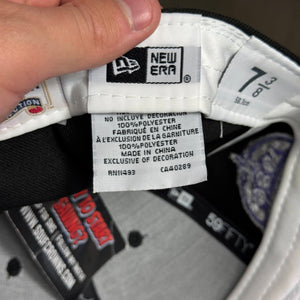 NEW ERA
7 3/8
NO INCLUYE DECORACION
100%POLYESTER
FABRIQUÉ EN CHINE
À L'EXCLUSION DE LA GARNITURE
100%POLYESTER
MADE IN CHINA
EXCLUSIVE OF DECORATION
RN11493 CA40289
59FIFTY